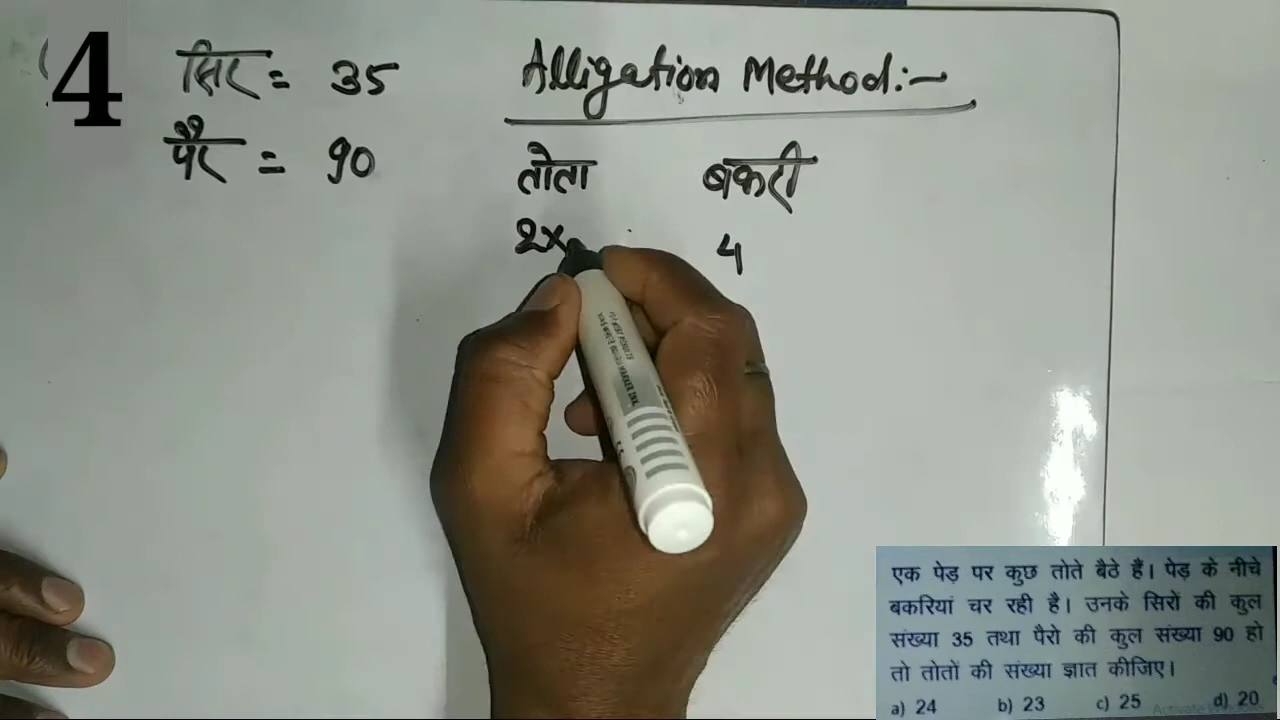 4
सिर = 35
पैर = 90
Alligation Method:-
तोता बकरी
2x 4
एक पेड़ पर कुछ तोते बैठे हैं। पेड़ के नीचे
बकरियां चर रही है। उनके सिरों की कुल
संख्या 35 तथा पैरो की कुल संख्या 90 हो
तो तोतों की संख्या ज्ञात कीजिए।
a) 24 b) 23 c) 25 d) 20